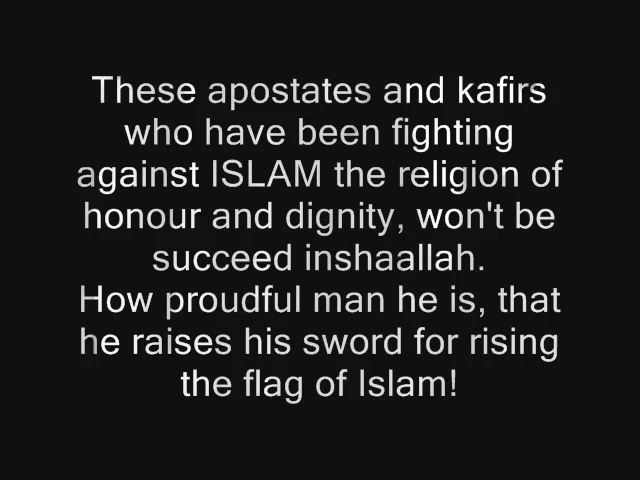 These apostates and kafirs
who have been fighting
against ISLAM the religion of
honour and dignity, won't be
succeed inshaallah.
How proudful man he is, that
he raises his sword for rising
the flag of Islam!